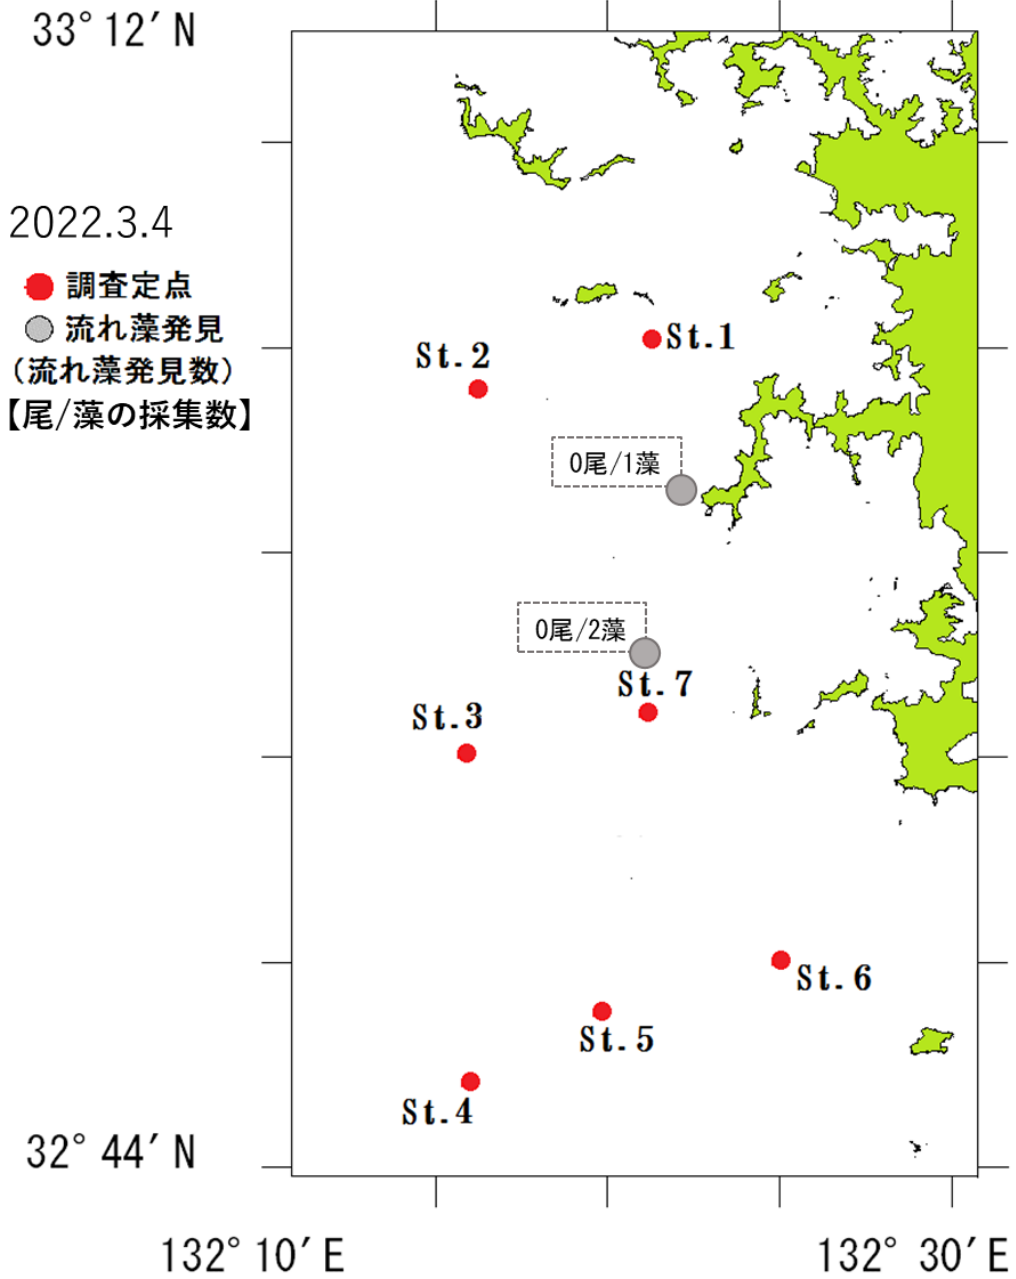 33° 12′ N
2022.3.4
調査定点
流れ藻発見
（流れ藻発見数）
【尾/藻の採集数】
St.1
St.2
0尾/1藻
0尾/2藻
St.7
St.3
St.6
St.5
St.4
32° 44′ N
132° 10′ E
132° 30′ E